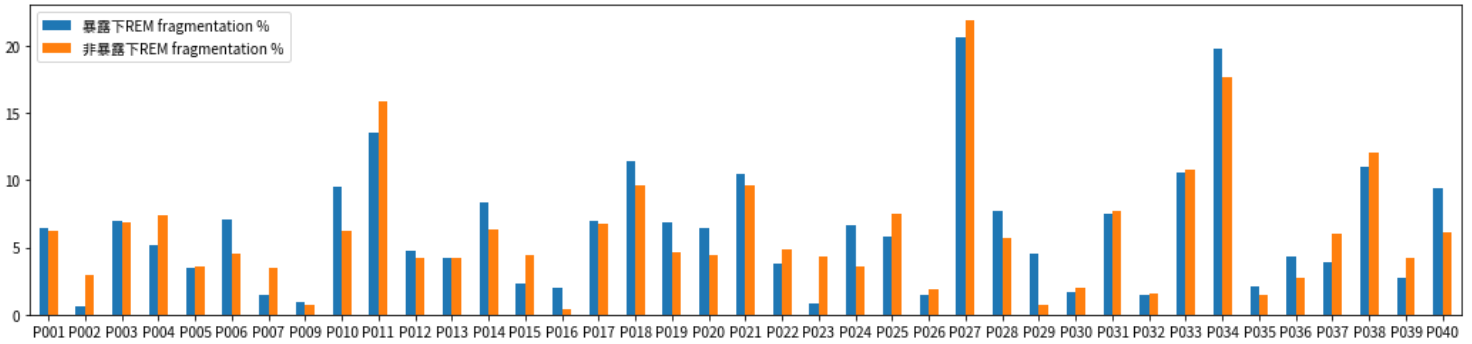 暴露下REM fragmentation %
非暴露下REM fragmentation %
20
15
10
5
0
P001 P002 P003 P004 P005 P006 P007 P009 P010 P011 P012 P013 P014 P015 P016 P017 P018 P019 P020 P021 P022 P023 P024 P025 P026 P027 P028 P029 P030 P031 P032 P033 P034 P035 P036 P037 P038 P039 P040